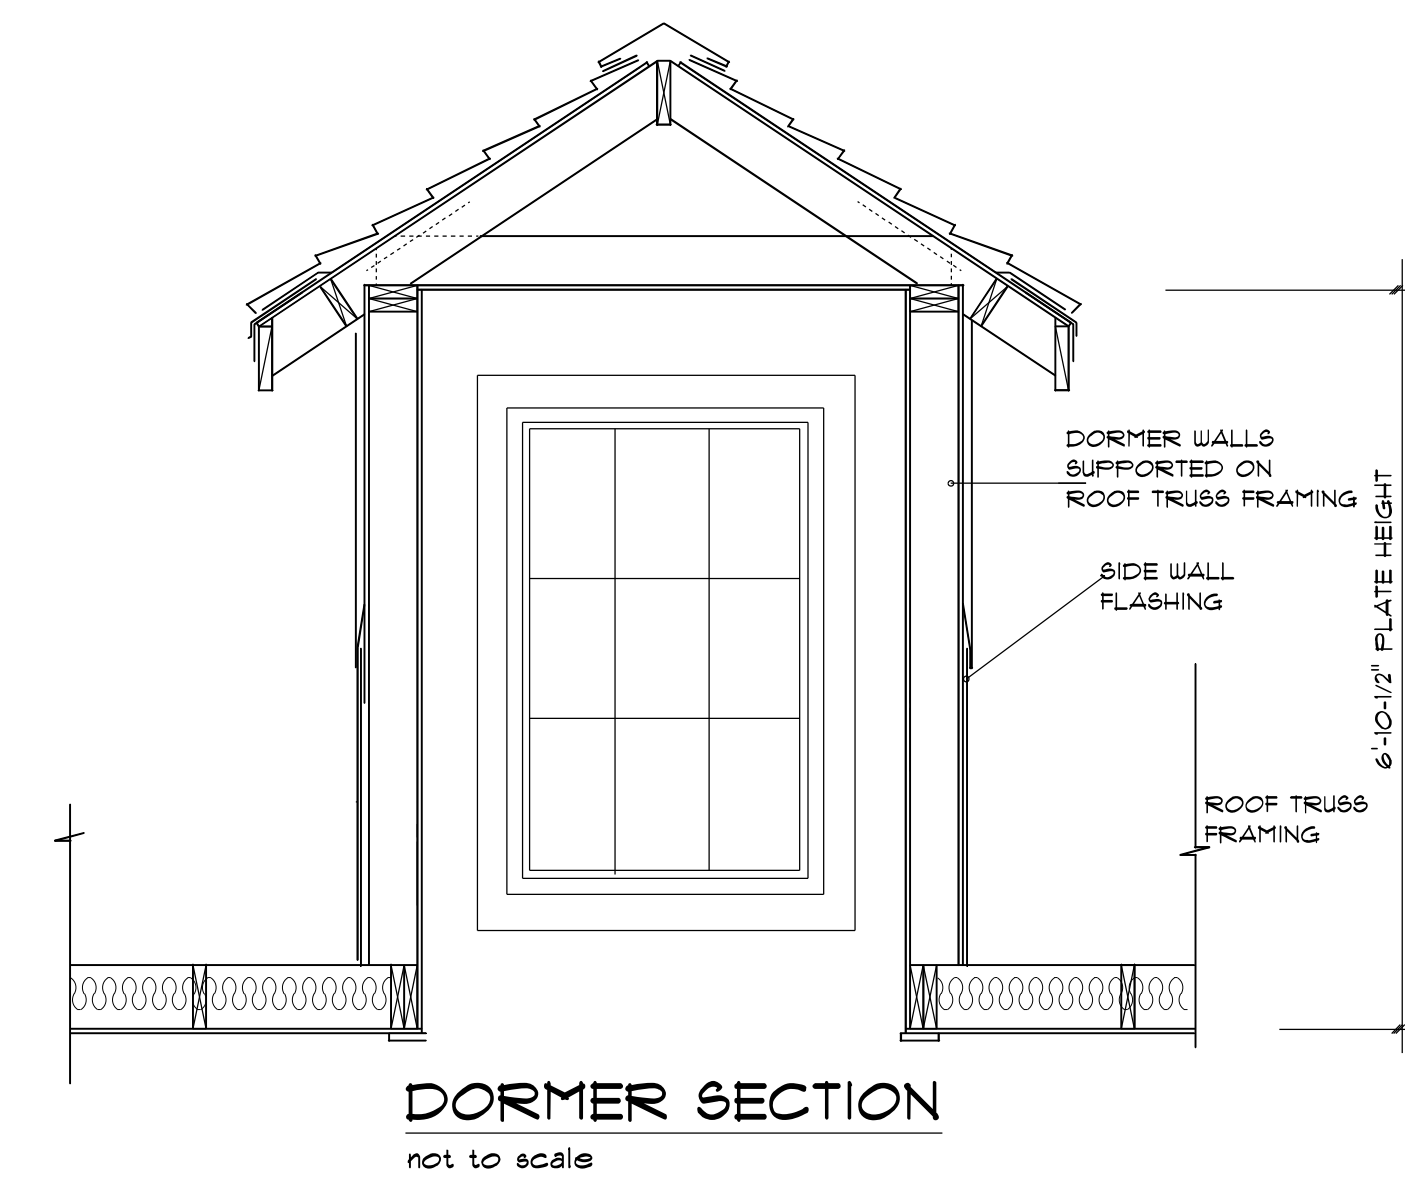 DORMER WALLS
SUPPORTED ON
ROOF TRUSS FRAMING
SIDE WALL
FLASHING
6'-10-1/2" PLATE HEIGHT
ROOF TRUSS
FRAMING
DORMER SECTION
not to scale